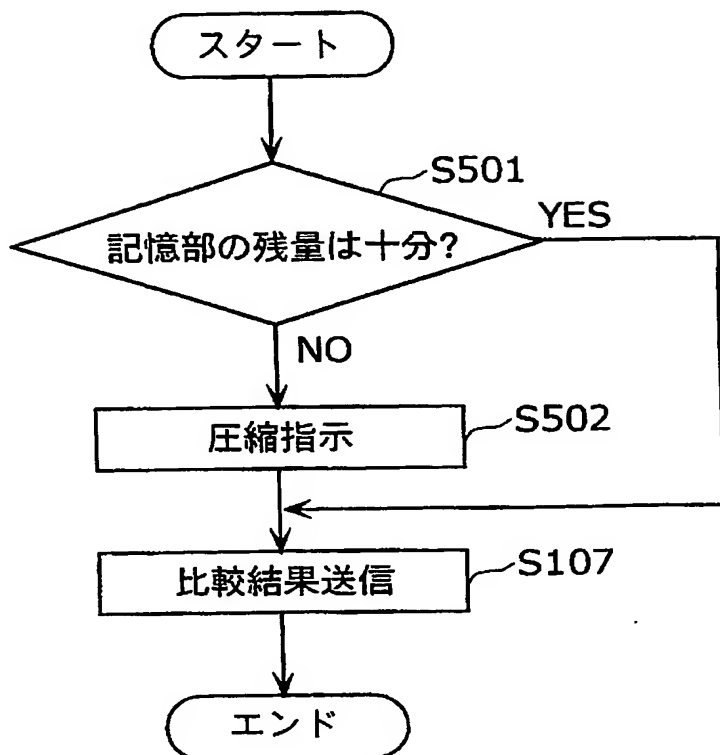 スタート
S501
記憶部の残量は十分?
YES
NO
圧縮指示
S502
比較結果送信
S107
エンド